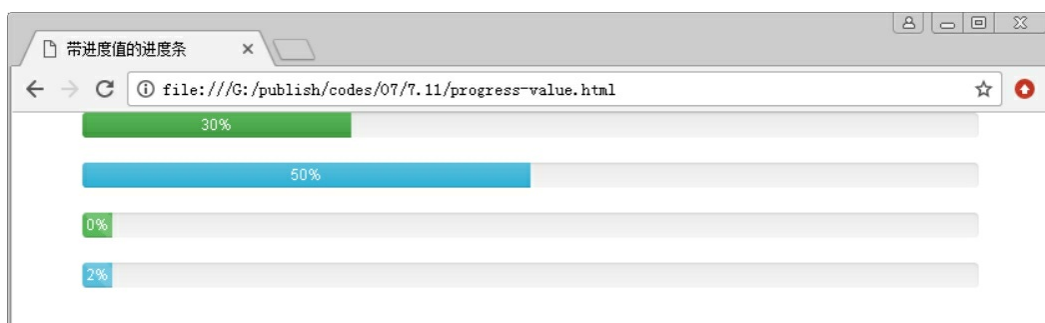 带进度值的进度条
file:///G:/publish/codes/07/7.11/progress-value.html
30%
50%
0%
2%